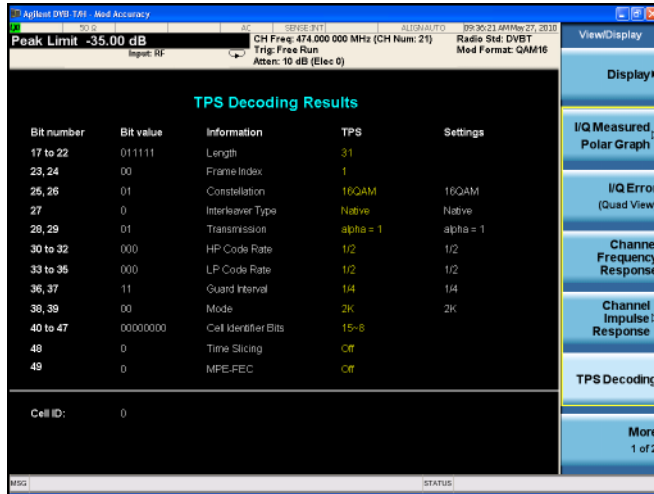 Agilent DVB-T/H - Mod Accuracy
50 Ω AC SENSE:INT ALIGN AUTO 09:36:21 AM May 27, 2010
Peak Limit -35.00 dB
Input: RF
CH Freq: 474.000 000 MHz (CH Num: 21)
Trig: Free Run
Atten: 10 dB (Elec 0)
Radio Std: DVBT
Mod Format: QAM16
TPS Decoding Results
Bit number Bit value Information TPS Settings
17 to 22 011111 Length 31
23, 24 00 Frame Index 1
25, 26 01 Constellation 16QAM 16QAM
27 0 Interleaver Type Native Native
28, 29 01 Transmission alpha = 1 alpha = 1
30 to 32 000 HP Code Rate 1/2 1/2
33 to 35 000 LP Code Rate 1/2 1/2
36, 37 11 Guard Interval 1/4 1/4
38, 39 00 Mode 2K 2K
40 to 47 00000000 Cell Identifier Bits 15~8
48 0 Time Slicing Off
49 0 MPE-FEC Off
Cell ID: 0
MSG STATUS
View/Display
Display
I/Q Measured
Polar Graph
I/Q Erro
(Quad View
Channe
Frequency
Response
Channel
Impulse
Response
TPS Decoding
More
1 of 2